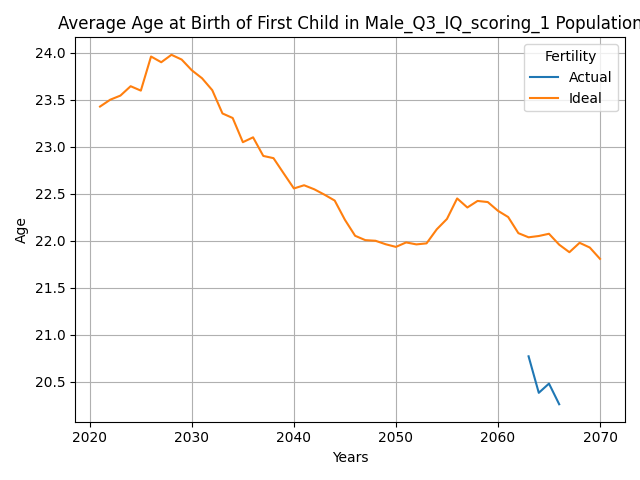 Average Age at Birth of First Child in Male_Q3_IQ_scoring_1 Population
Fertility
Actual
Ideal
24.0
23.5
23.0
22.5
22.0
21.5
21.0
20.5
Age
2020 2030 2040 2050 2060 2070
Years